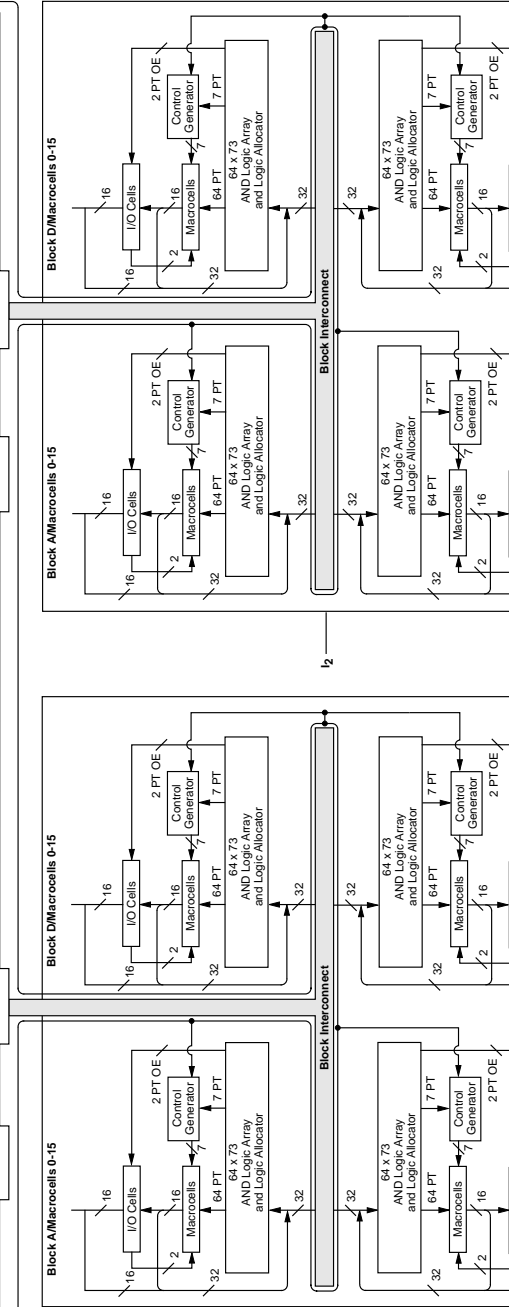 Block A/Macrocells 0-15
16
16
I/O Cells
2 PT OE
2
16
Control
Generator
7
Macrocells
32
64 PT
7 PT
64 x 73
AND Logic Array
and Logic Allocator
32
Block D/Macrocells 0-15
16
16
I/O Cells
2 PT OE
2
16
Control
Generator
7
Macrocells
32
64 PT
7 PT
64 x 73
AND Logic Array
and Logic Allocator
32
Block Interconnect
32
64 x 73
AND Logic Array
and Logic Allocator
64 PT
7 PT
Control
Generator
7
Macrocells
32
16
2
2 PT OE
32
64 x 73
AND Logic Array
and Logic Allocator
64 PT
7 PT
Control
Generator
7
Macrocells
32
16
2
2 PT OE
I2
Block A/Macrocells 0-15
16
16
I/O Cells
2 PT OE
2
16
Control
Generator
7
Macrocells
32
64 PT
7 PT
64 x 73
AND Logic Array
and Logic Allocator
32
Block D/Macrocells 0-15
16
16
I/O Cells
2 PT OE
2
16
Control
Generator
7
Macrocells
32
64 PT
7 PT
64 x 73
AND Logic Array
and Logic Allocator
32
Block Interconnect
32
64 x 73
AND Logic Array
and Logic Allocator
64 PT
7 PT
Control
Generator
7
Macrocells
32
16
2
2 PT OE
32
64 x 73
AND Logic Array
and Logic Allocator
64 PT
7 PT
Control
Generator
7
Macrocells
32
16
2
2 PT OE